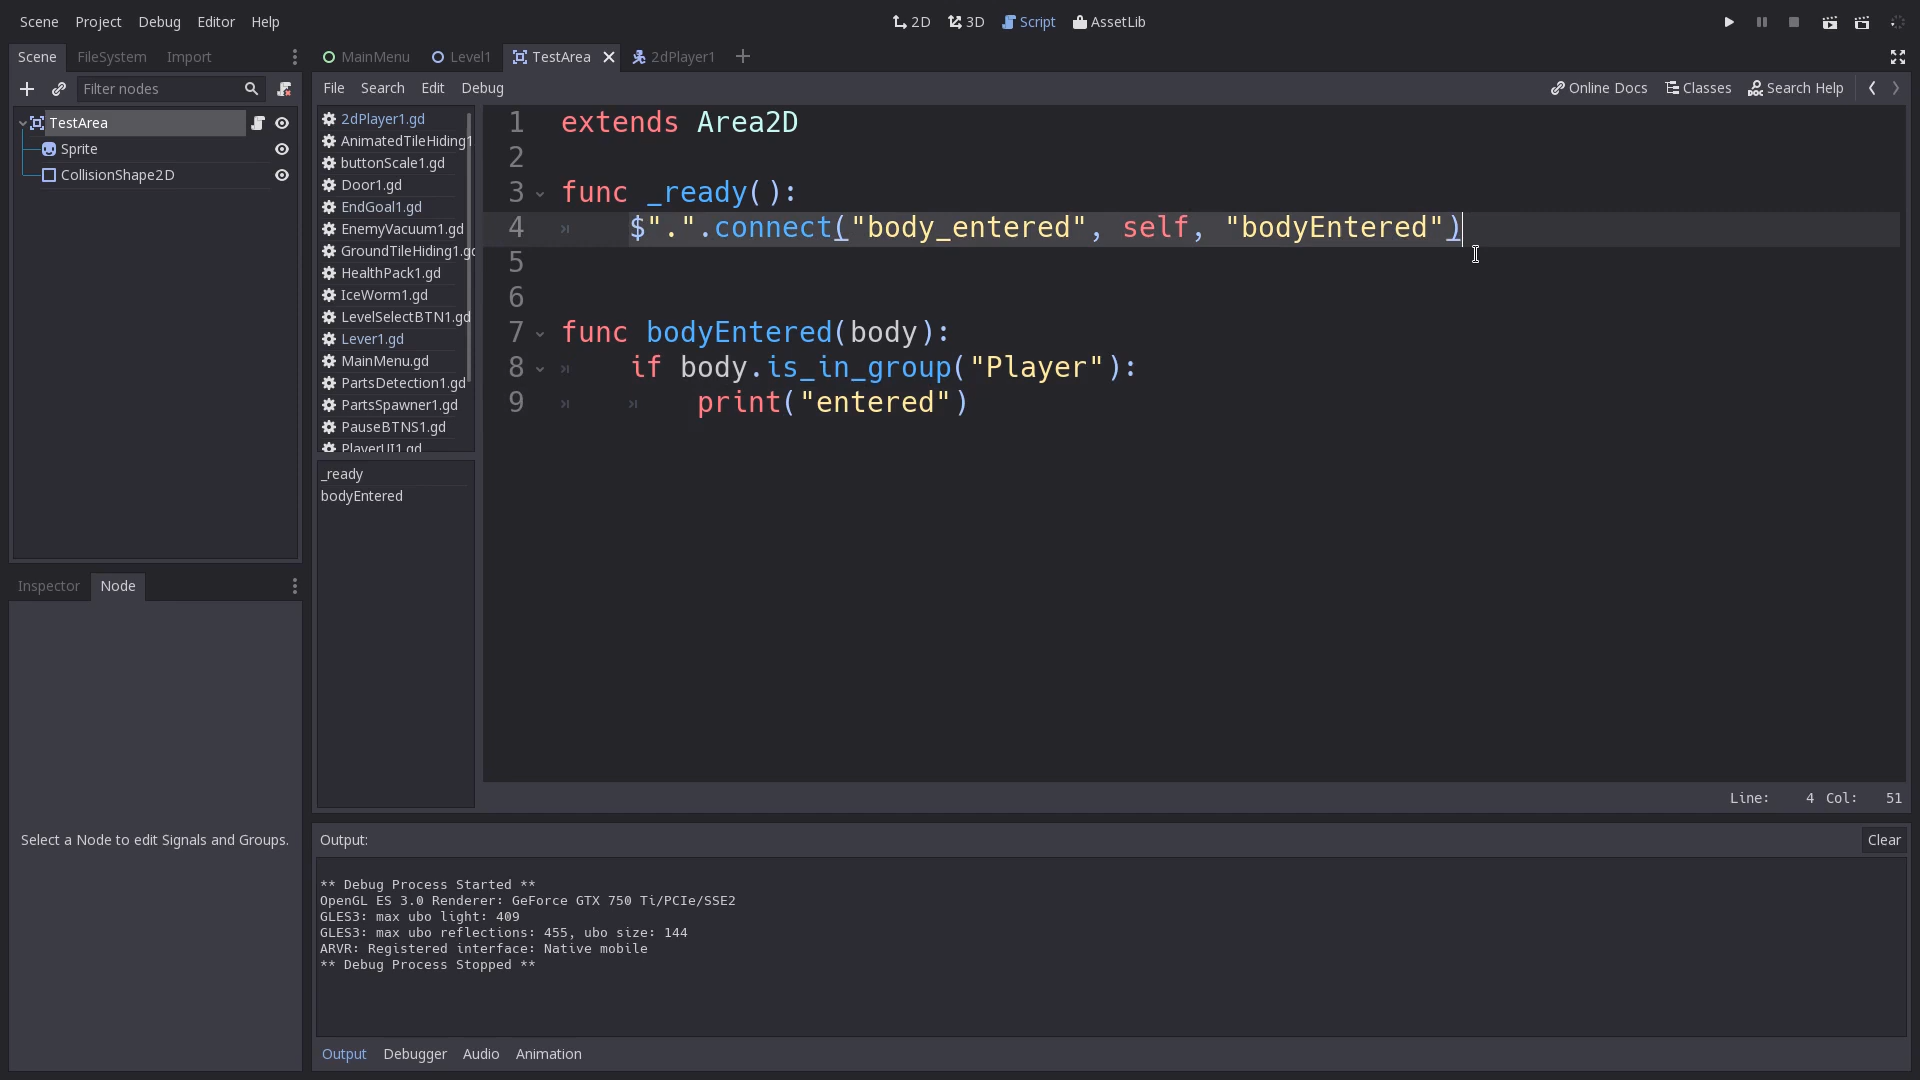 Scene Project Debug Editor Help
2D 3D Script AssetLib
Scene FileSystem Import
MainMenu Level1 TestArea 2dPlayer1
Filter nodes
File Search Edit Debug
Online Docs Classes Search Help
TestArea
Sprite
CollisionShape2D
2dPlayer1.gd
AnimatedTileHiding1
buttonScale1.gd
Door1.gd
EndGoal1.gd
EnemyVacuum1.gd
GroundTileHiding1.gd
HealthPack1.gd
IceWorm1.gd
LevelSelectBTN1.gd
Lever1.gd
MainMenu.gd
PartsDetection1.gd
PartsSpawner1.gd
PauseBTNS1.gd
PlayerUI1.gd
_ready
bodyEntered
1 extends Area2D
2
3 func _ready():
4 $".".connect("body_entered", self, "bodyEntered")
5
6
7 func bodyEntered(body):
8 if body.is_in_group("Player"):
9 print("entered")
Line: 4 Col: 51
Inspector Node
Select a Node to edit Signals and Groups.
Output:
Clear
** Debug Process Started **
OpenGL ES 3.0 Renderer: GeForce GTX 750 Ti/PCIe/SSE2
GLES3: max ubo light: 409
GLES3: max ubo reflections: 455, ubo size: 144
ARVR: Registered interface: Native mobile
** Debug Process Stopped **
Output Debugger Audio Animation